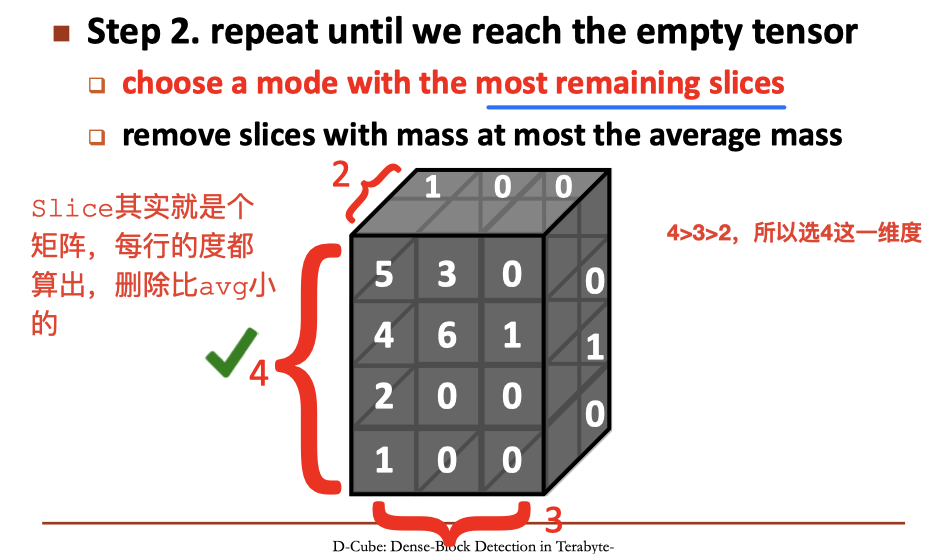 Step 2. repeat until we reach the empty tensor
choose a mode with the most remaining slices
remove slices with mass at most the average mass
2
1 0 0
Slice其实就是个
矩阵，每行的度都
算出，删除比avg小
的
4>3>2，所以选4这一维度
5 3 0
0
4 6 1
1
4
2 0 0
0
1 0 0
3
D-Cube: Dense-Block Detection in Terabyte-